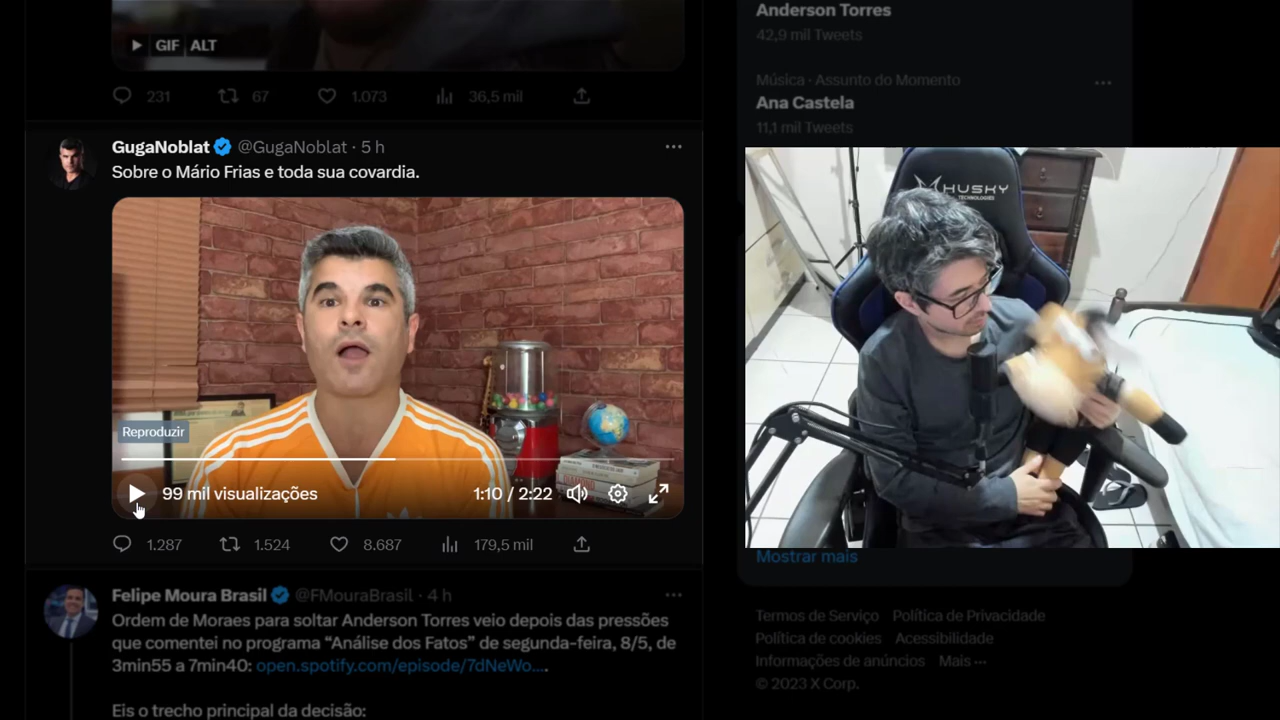 GIF ALT
231 67 1.073 36,5 mil
GugaNoblat @GugaNoblat · 5 h
Sobre o Mário Frias e toda sua covardia.
Reproduzir
99 mil visualizações 1:10 / 2:22
1.287 1.524 8.687 179,5 mil
Felipe Moura Brasil @FMouraBrasil · 4 h
Ordem de Moraes para soltar Anderson Torres veio depois das pressões
que comentei no programa “Análise dos Fatos” de segunda-feira, 8/5, de
3min55 a 7min40: open.spotify.com/episode/7dNeWo....
Eis o trecho principal da decisão:
Anderson Torres
42,9 mil Tweets
Música · Assunto do Momento
Ana Castela
11,1 mil Tweets
HUSKY
TECHNOLOGIES
Mostrar mais
Termos de Serviço Política de Privacidade
Política de cookies Acessibilidade
Informações de anúncios Mais ···
© 2023 X Corp.